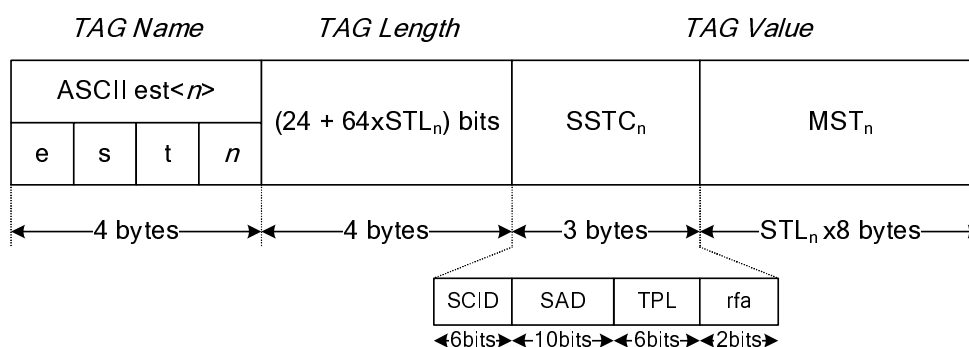 TAG Name TAG Length TAG Value
ASCII est<n>
(24 + 64xSTLn) bits SSTCn MSTn
e s t n
4 bytes 4 bytes 3 bytes STLn x8 bytes
SCID SAD TPL rfa
6bits 10bits 6bits 2bits